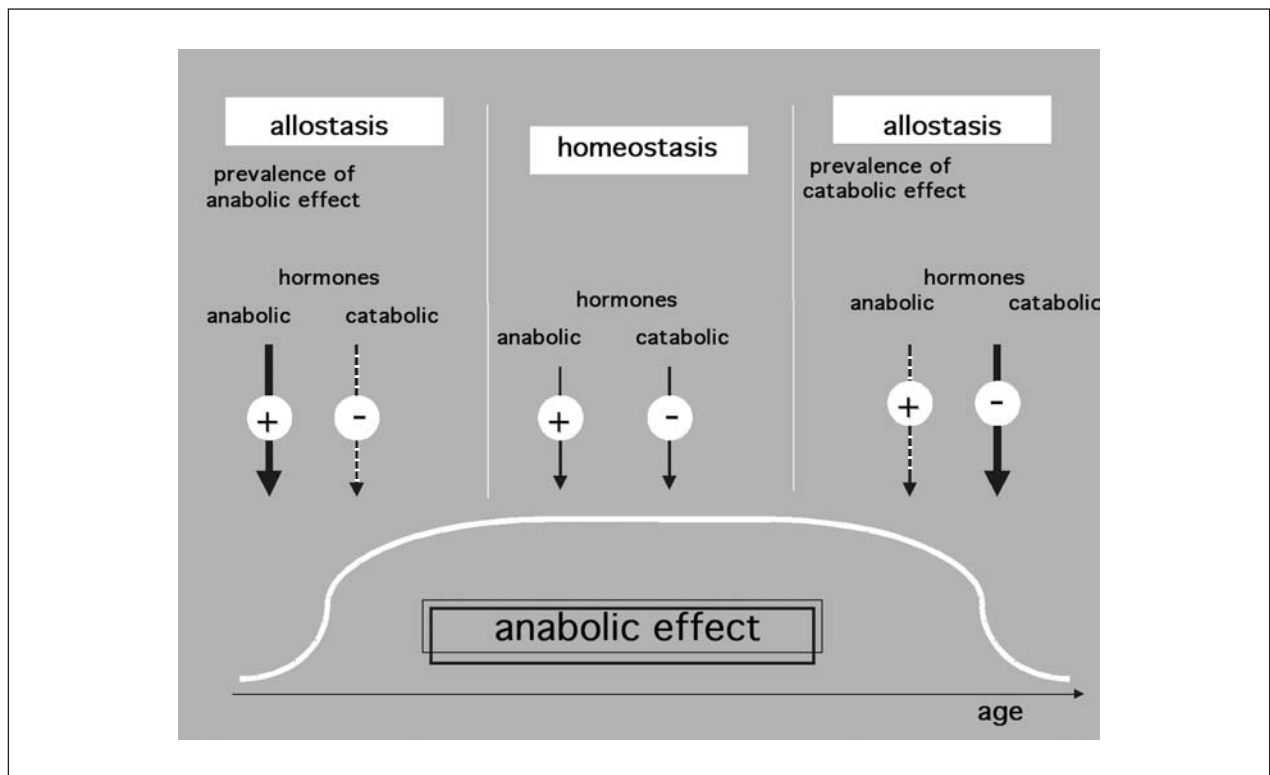 allostasis
prevalence of
anabolic effect
hormones
anabolic catabolic
+ -
homeostasis
hormones
anabolic catabolic
+ -
allostasis
prevalence of
catabolic effect
hormones
anabolic catabolic
+ -
anabolic effect
age